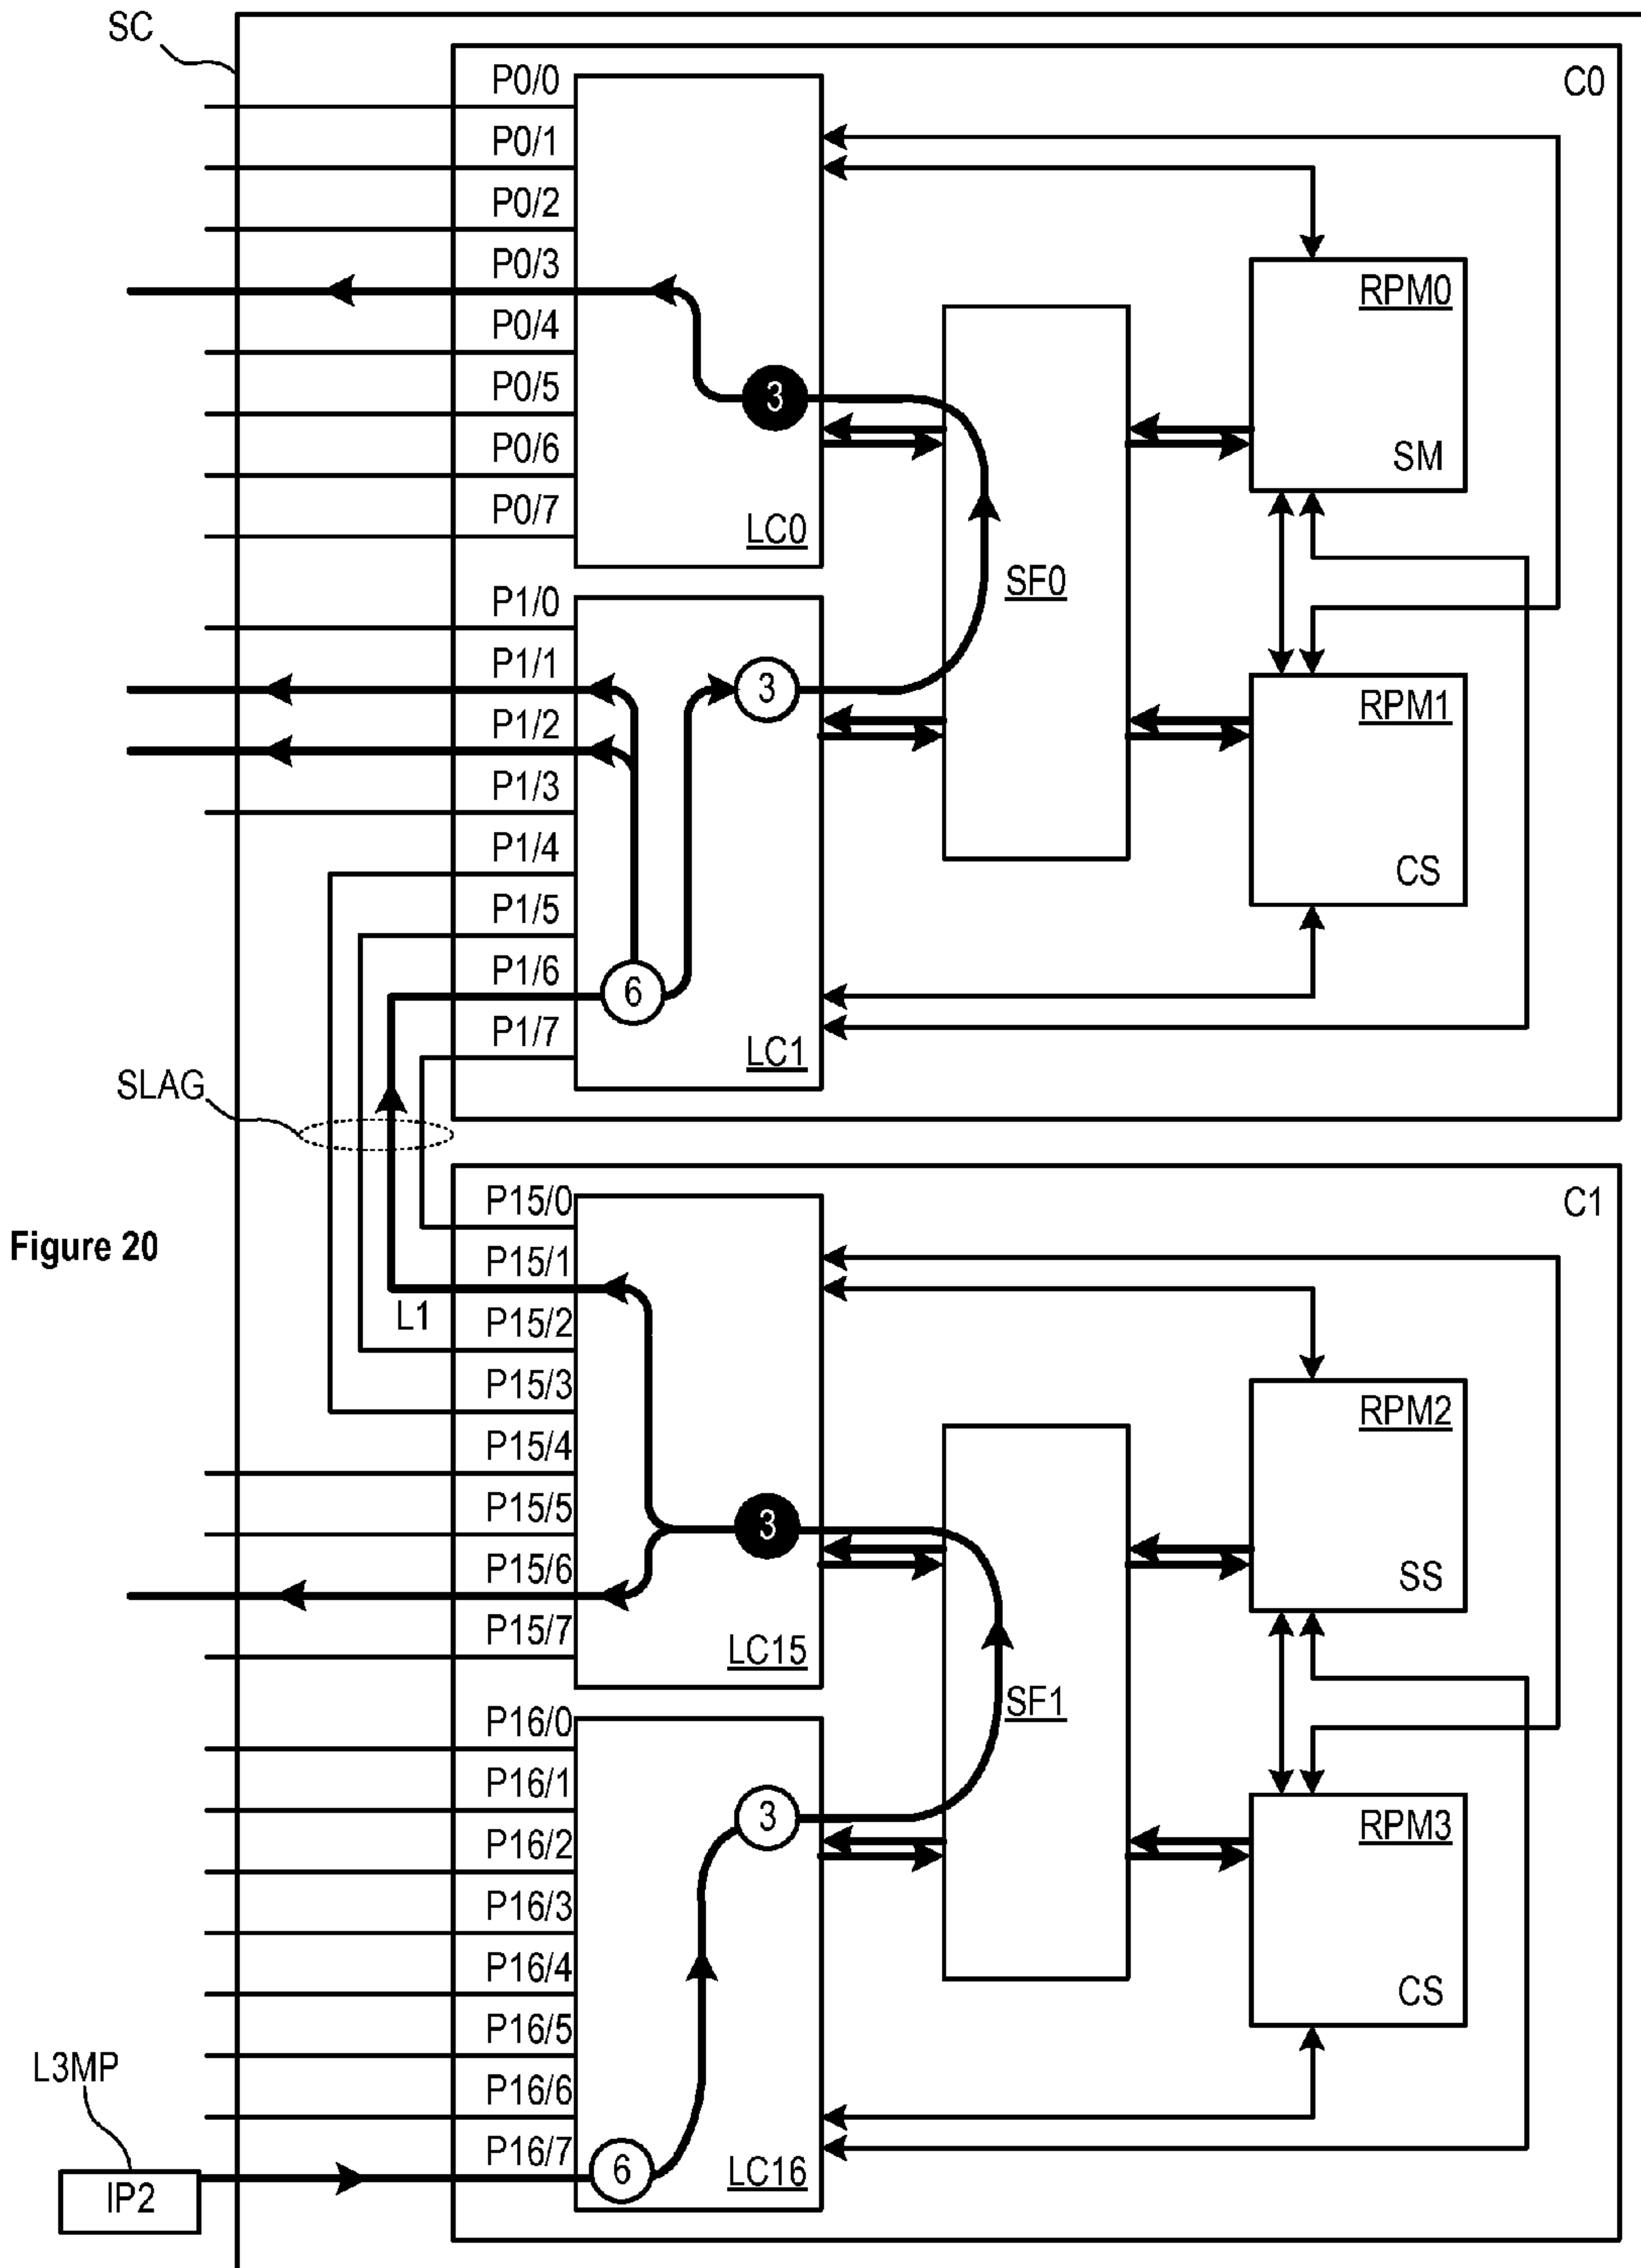 SC
C0
P0/0
P0/1
P0/2
P0/3
P0/4
P0/5
P0/6
P0/7
3
LC0
SF0
RPM0
SM
P1/0
P1/1
P1/2
P1/3
P1/4
P1/5
P1/6
P1/7
3
6
LC1
RPM1
CS
SLAG
Figure 20
C1
P15/0
P15/1
L1
P15/2
P15/3
P15/4
P15/5
P15/6
P15/7
3
LC15
SF1
RPM2
SS
P16/0
P16/1
P16/2
P16/3
P16/4
P16/5
P16/6
P16/7
3
6
LC16
RPM3
CS
L3MP
IP2